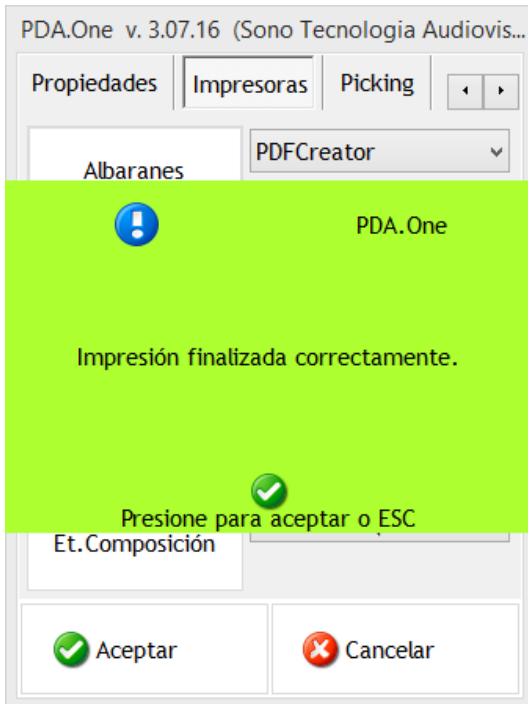 PDA.One v. 3.07.16 (Sono Tecnologia Audiovis...
Propiedades Impresoras Picking
Albaranes PDFCreator
PDA.One
Impresión finalizada correctamente.
Presione para aceptar o ESC
Et.Composición
Aceptar Cancelar